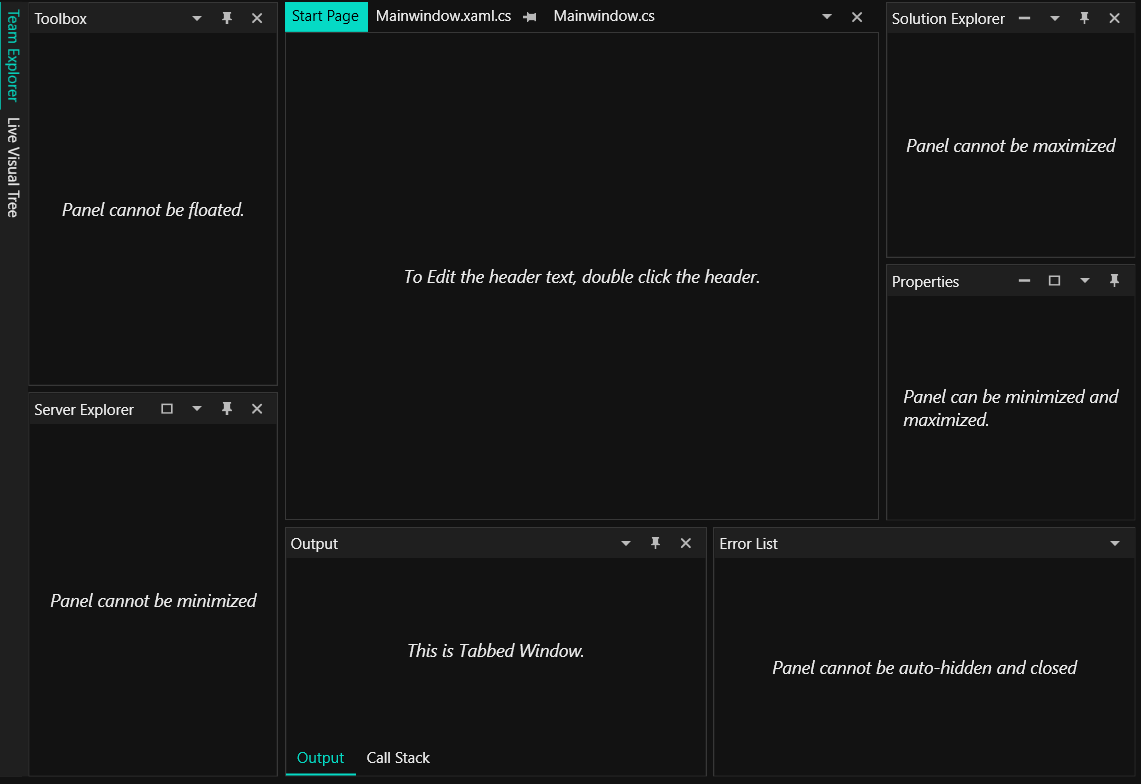 Team Explorer
Live Visual Tree
Toolbox
Panel cannot be floated.
Server Explorer
Panel cannot be minimized
Start Page
Mainwindow.xaml.cs
Mainwindow.cs
To Edit the header text, double click the header.
Output
This is Tabbed Window.
Output
Call Stack
Error List
Panel cannot be auto-hidden and closed
Solution Explorer
Panel cannot be maximized
Properties
Panel can be minimized and
maximized.